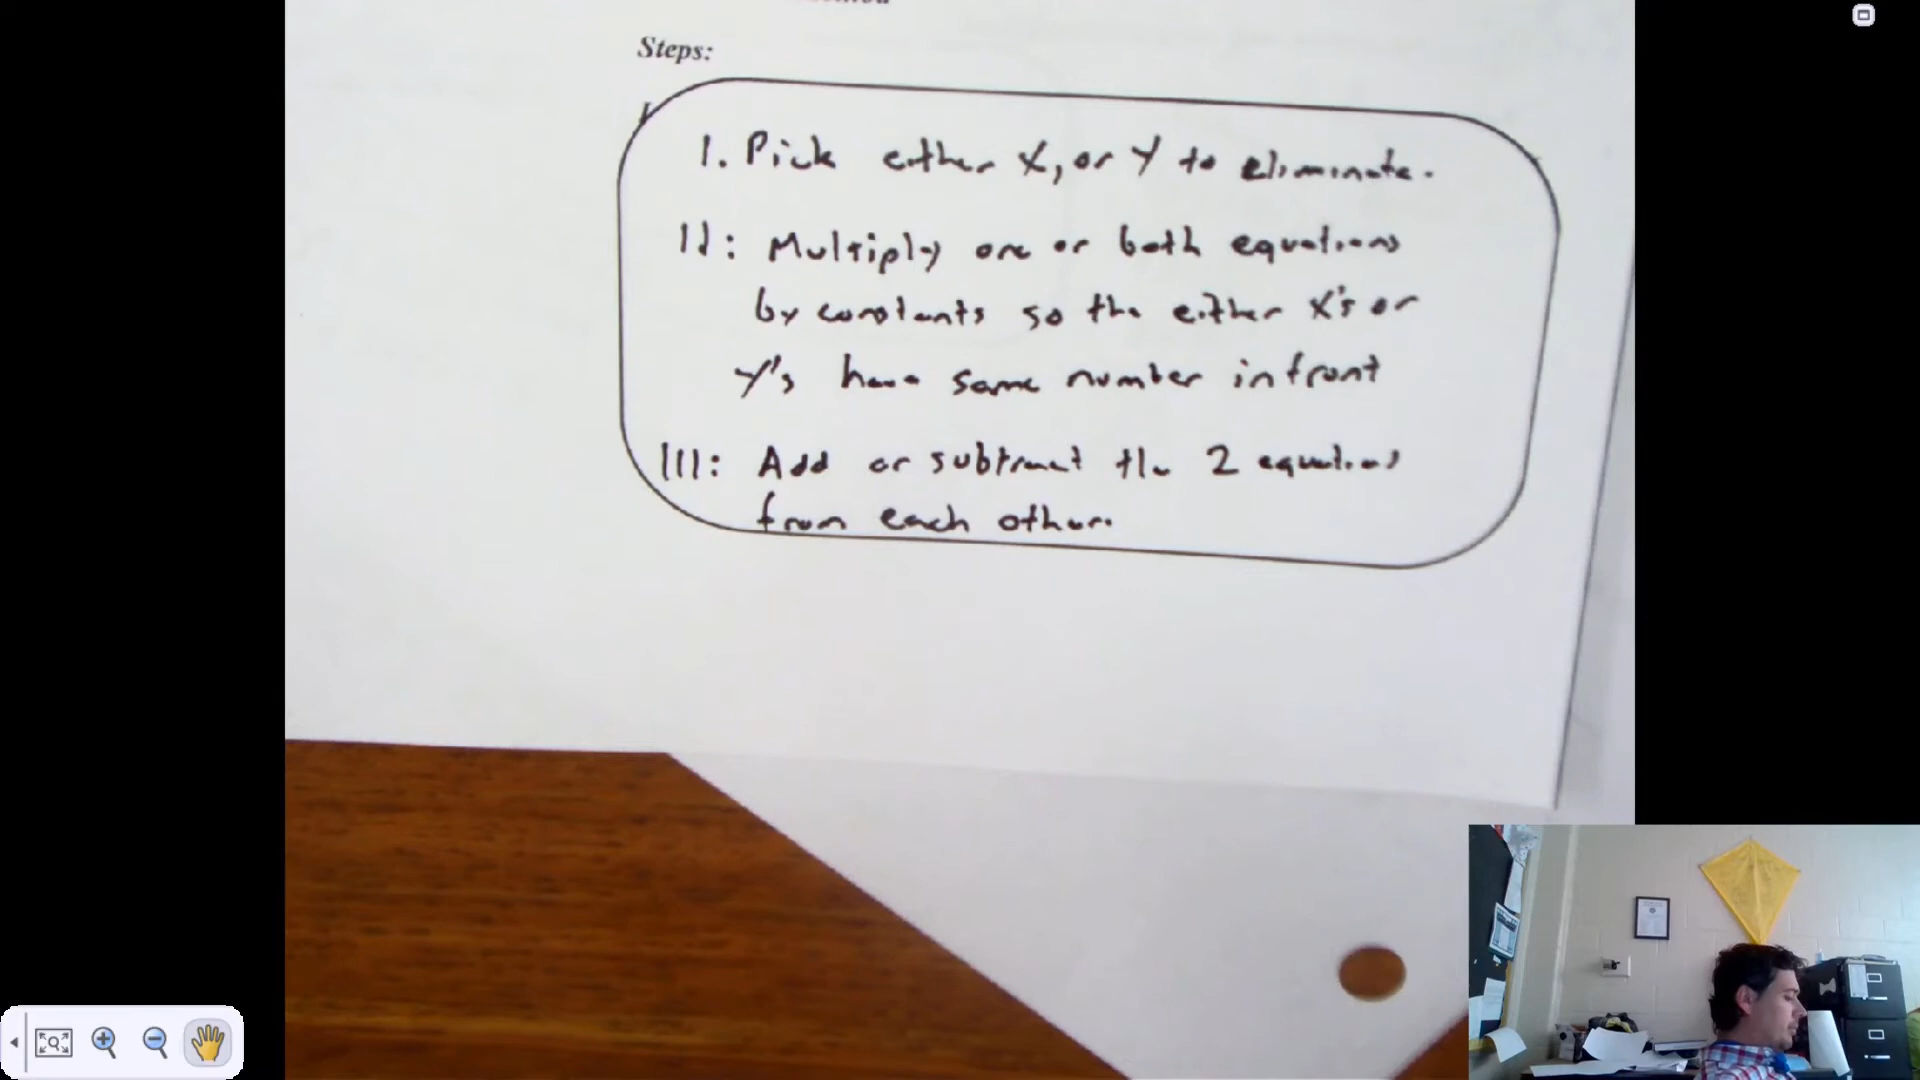 Steps:
1. Pick either X, or Y to eliminate.
II: Multiply one or both equations
by constants so the either X's or
Y's have same number infront
III: Add or subtract the 2 equations
from each other.